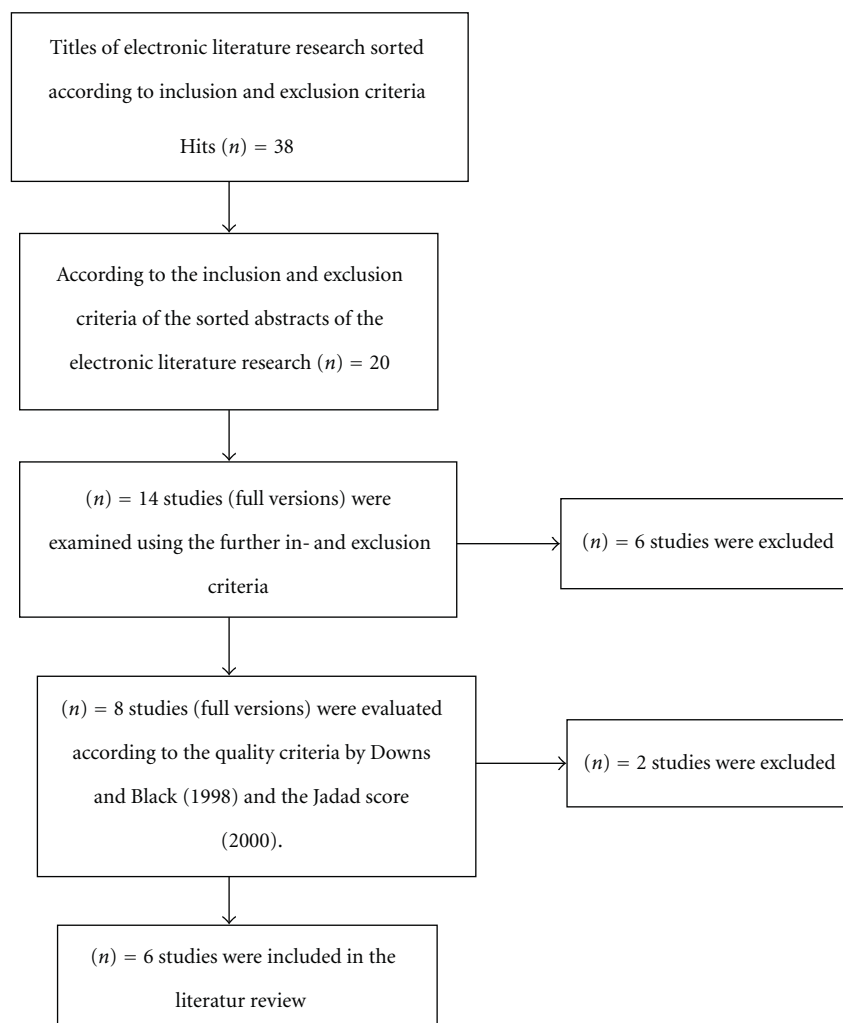 Titles of electronic literature research sorted
according to inclusion and exclusion criteria
Hits (n) = 38
According to the inclusion and exclusion
criteria of the sorted abstracts of the
electronic literature research (n) = 20
(n) = 14 studies (full versions) were
examined using the further in- and exclusion
criteria
(n) = 6 studies were excluded
(n) = 8 studies (full versions) were evaluated
according to the quality criteria by Downs
and Black (1998) and the Jadad score
(2000).
(n) = 2 studies were excluded
(n) = 6 studies were included in the
literatur review